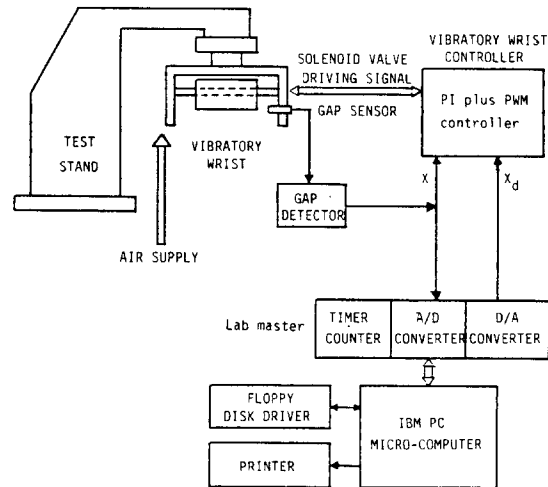 VIBRATORY WRIST
CONTROLLER
SOLENOID VALVE
DRIVING SIGNAL
PI plus PWM
controller
GAP SENSOR
TEST
STAND
VIBRATORY
WRIST
X
X_d
GAP
DETECTOR
AIR SUPPLY
Lab master
TIMER
COUNTER
A/D
CONVERTER
D/A
CONVERTER
FLOPPY
DISK DRIVER
IBM PC
MICRO-COMPUTER
PRINTER